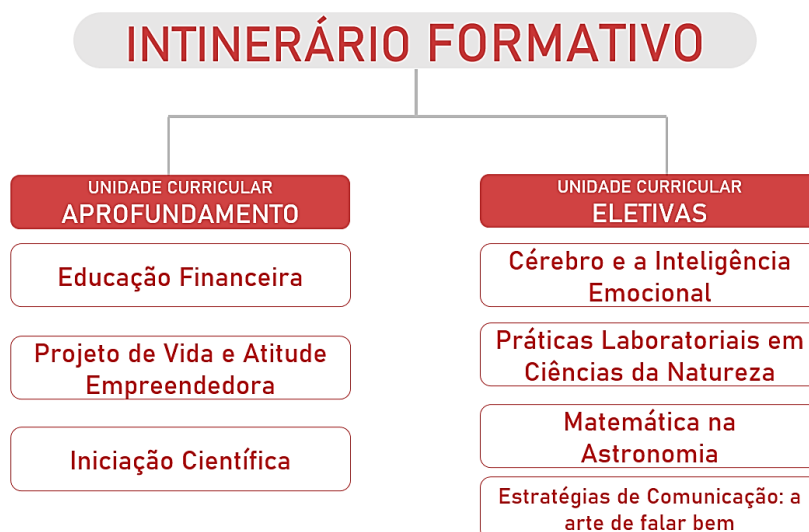 INTINERÁRIO FORMATIVO
UNIDADE CURRICULAR
APROFUNDAMENTO
Educação Financeira
Projeto de Vida e Atitude
Empreendedora
Iniciação Científica
UNIDADE CURRICULAR
ELETIVAS
Cérebro e a Inteligência
Emocional
Práticas Laboratoriais em
Ciências da Natureza
Matemática na
Astronomia
Estratégias de Comunicação: a
arte de falar bem